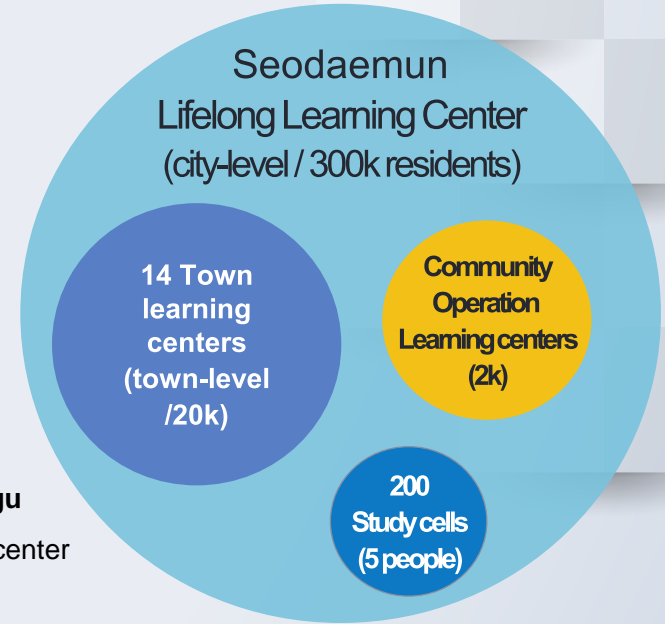 Seodaemun
Lifelong Learning Center
(city-level / 300k residents)
14 Town
learning
centers
(town-level
/20k)
Community
Operation
Learning centers
(2k)
200
Study cells
(5 people)
gu
center